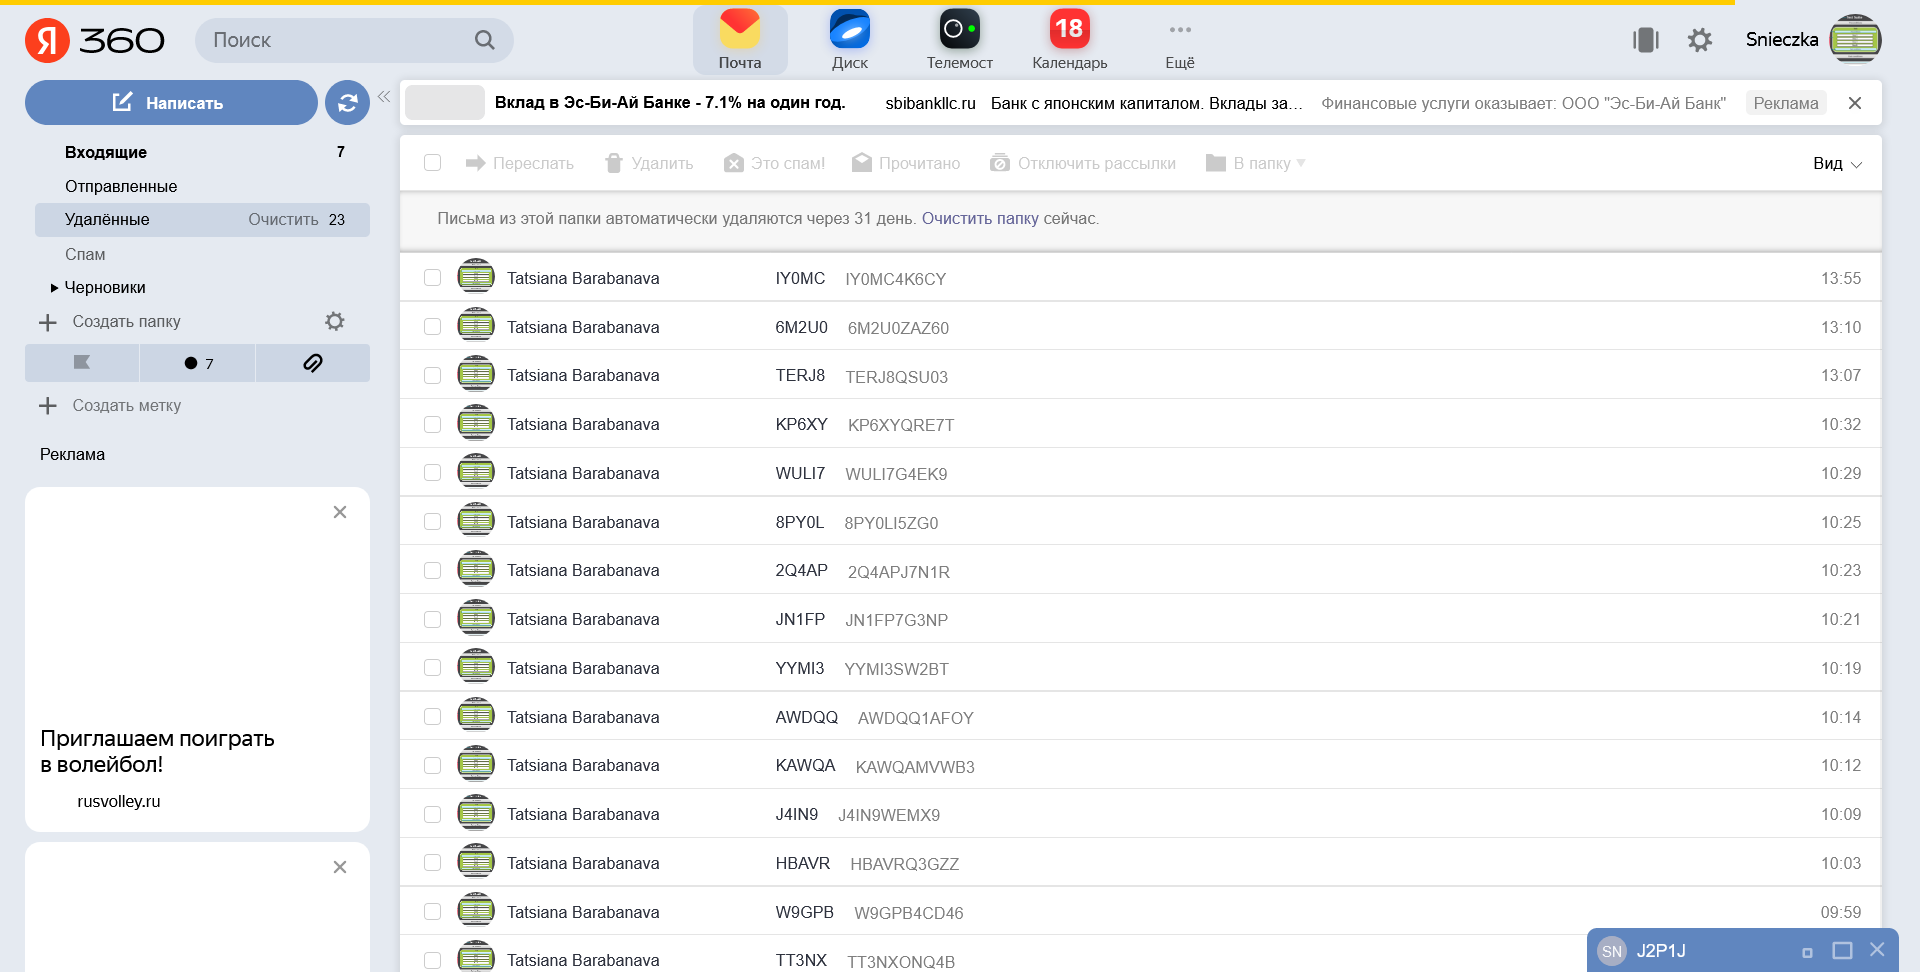 Я 360
Поиск
Почта
Диск
Телемост
18
Календарь
Ещё
Snieczka
Написать
Вклад в Эс-Би-Ай Банке - 7.1% на один год.
sbibankllc.ru
Банк с японским капиталом. Вклады за...
Финансовые услуги оказывает: ООО "Эс-Би-Ай Банк"
Реклама
Входящие 7
Отправленные
Удалённые Очистить 23
Спам
Черновики
Создать папку
7
Создать метку
Реклама
Приглашаем поиграть
в волейбол!
rusvolley.ru
Переслать Удалить Это спам! Прочитано Отключить рассылки В папку Вид
Письма из этой папки автоматически удаляются через 31 день. Очистить папку сейчас.
Tatsiana Barabanava IY0MC IY0MC4K6CY 13:55
Tatsiana Barabanava 6M2U0 6M2U0ZAZ60 13:10
Tatsiana Barabanava TERJ8 TERJ8QSU03 13:07
Tatsiana Barabanava KP6XY KP6XYQRE7T 10:32
Tatsiana Barabanava WULI7 WULI7G4EK9 10:29
Tatsiana Barabanava 8PY0L 8PY0LI5ZG0 10:25
Tatsiana Barabanava 2Q4AP 2Q4APJ7N1R 10:23
Tatsiana Barabanava JN1FP JN1FP7G3NP 10:21
Tatsiana Barabanava YYMI3 YYMI3SW2BT 10:19
Tatsiana Barabanava AWDQQ AWDQQ1AFOY 10:14
Tatsiana Barabanava KAWQA KAWQAMVWB3 10:12
Tatsiana Barabanava J4IN9 J4IN9WEMX9 10:09
Tatsiana Barabanava HBAVR HBAVRQ3GZZ 10:03
Tatsiana Barabanava W9GPB W9GPB4CD46 09:59
Tatsiana Barabanava TT3NX TT3NXONQ4B
SN J2P1J